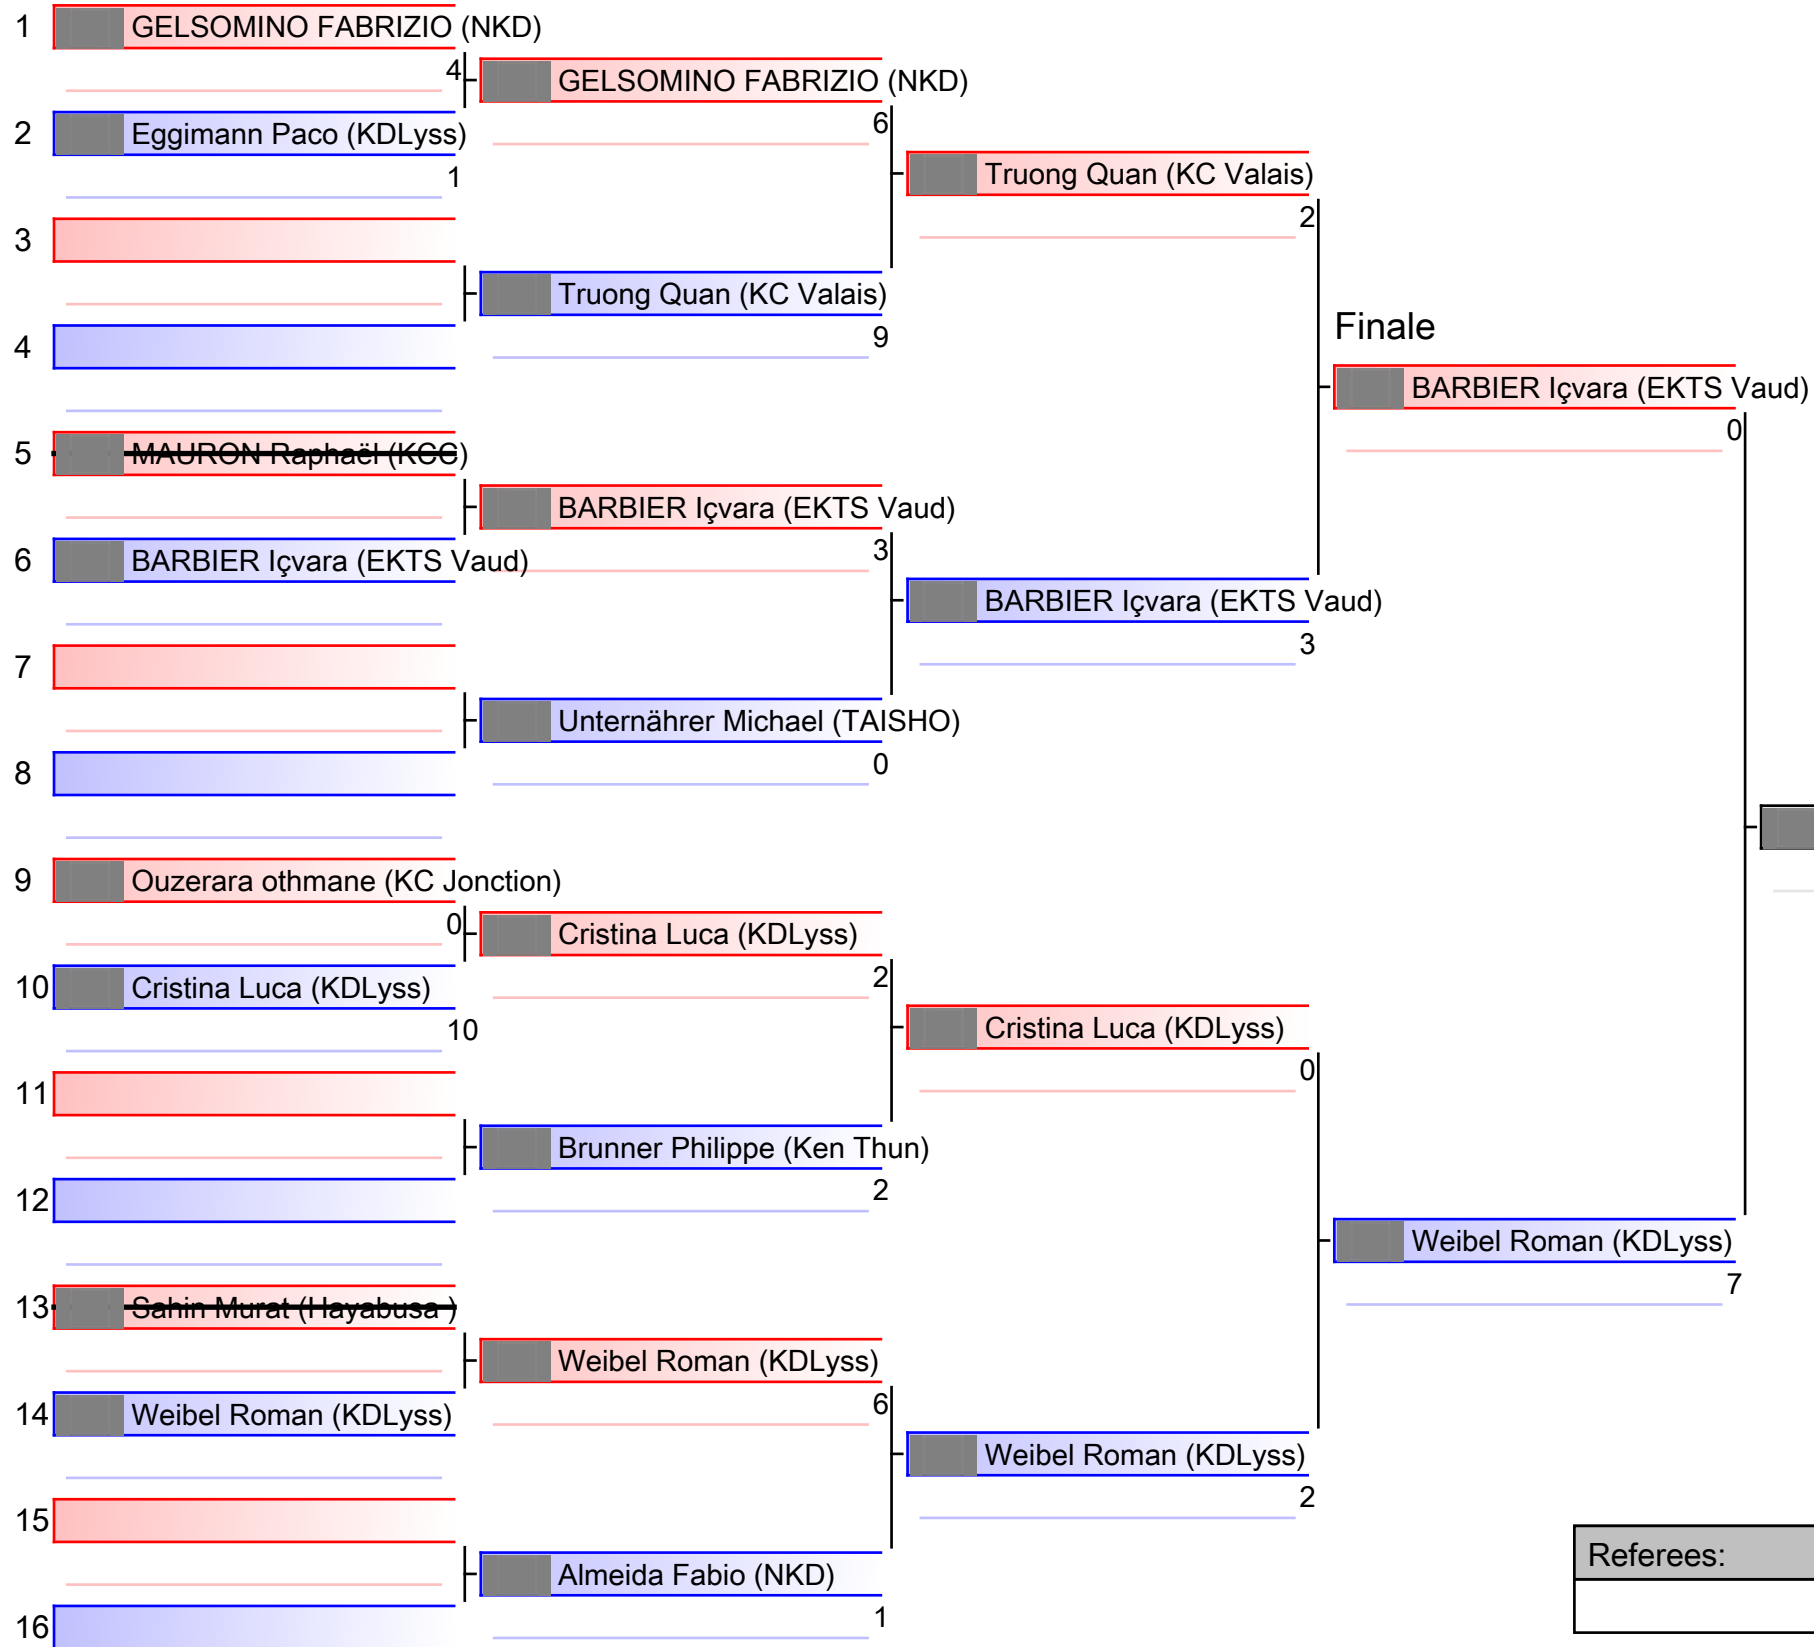 1 GELSOMINO FABRIZIO (NKD)
4
GELSOMINO FABRIZIO (NKD)
6
2 Eggimann Paco (KDLyss)
1
Truong Quan (KC Valais)
2
3
Truong Quan (KC Valais)
9
4
Finale
BARBIER Içvara (EKTS Vaud)
0
5 MAURON Raphaël (KCC)
BARBIER Içvara (EKTS Vaud)
3
6 BARBIER Içvara (EKTS Vaud)
BARBIER Içvara (EKTS Vaud)
3
7
Unternährer Michael (TAISHO)
0
8
9 Ouzerara othmane (KC Jonction)
0
Cristina Luca (KDLyss)
2
10 Cristina Luca (KDLyss)
10
Cristina Luca (KDLyss)
0
11
Brunner Philippe (Ken Thun)
2
12
Weibel Roman (KDLyss)
7
13 Sahin Murat (Hayabusa )
Weibel Roman (KDLyss)
6
14 Weibel Roman (KDLyss)
Weibel Roman (KDLyss)
2
15
Almeida Fabio (NKD)
1
16
Referees: